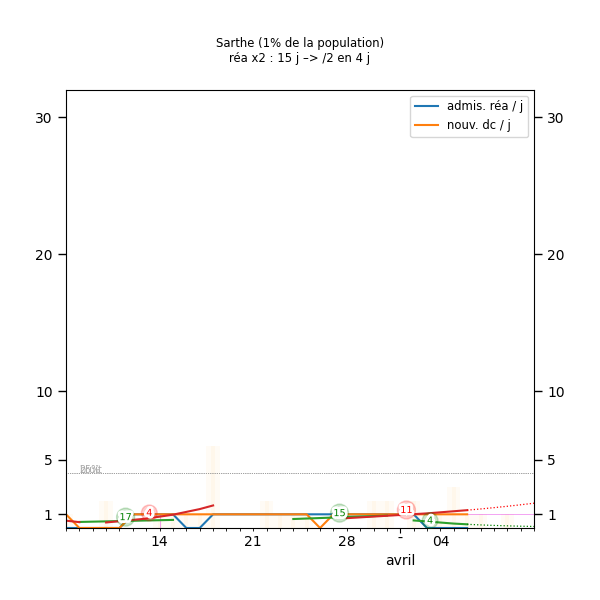 Sarthe (1% de la population)
réa x2 : 15 j –> /2 en 4 j
admis. réa / j
nouv. dc / j
30 30
20 20
10 10
5 5
1 1
17 4 15 11 4
14 21 28 - 04
avril